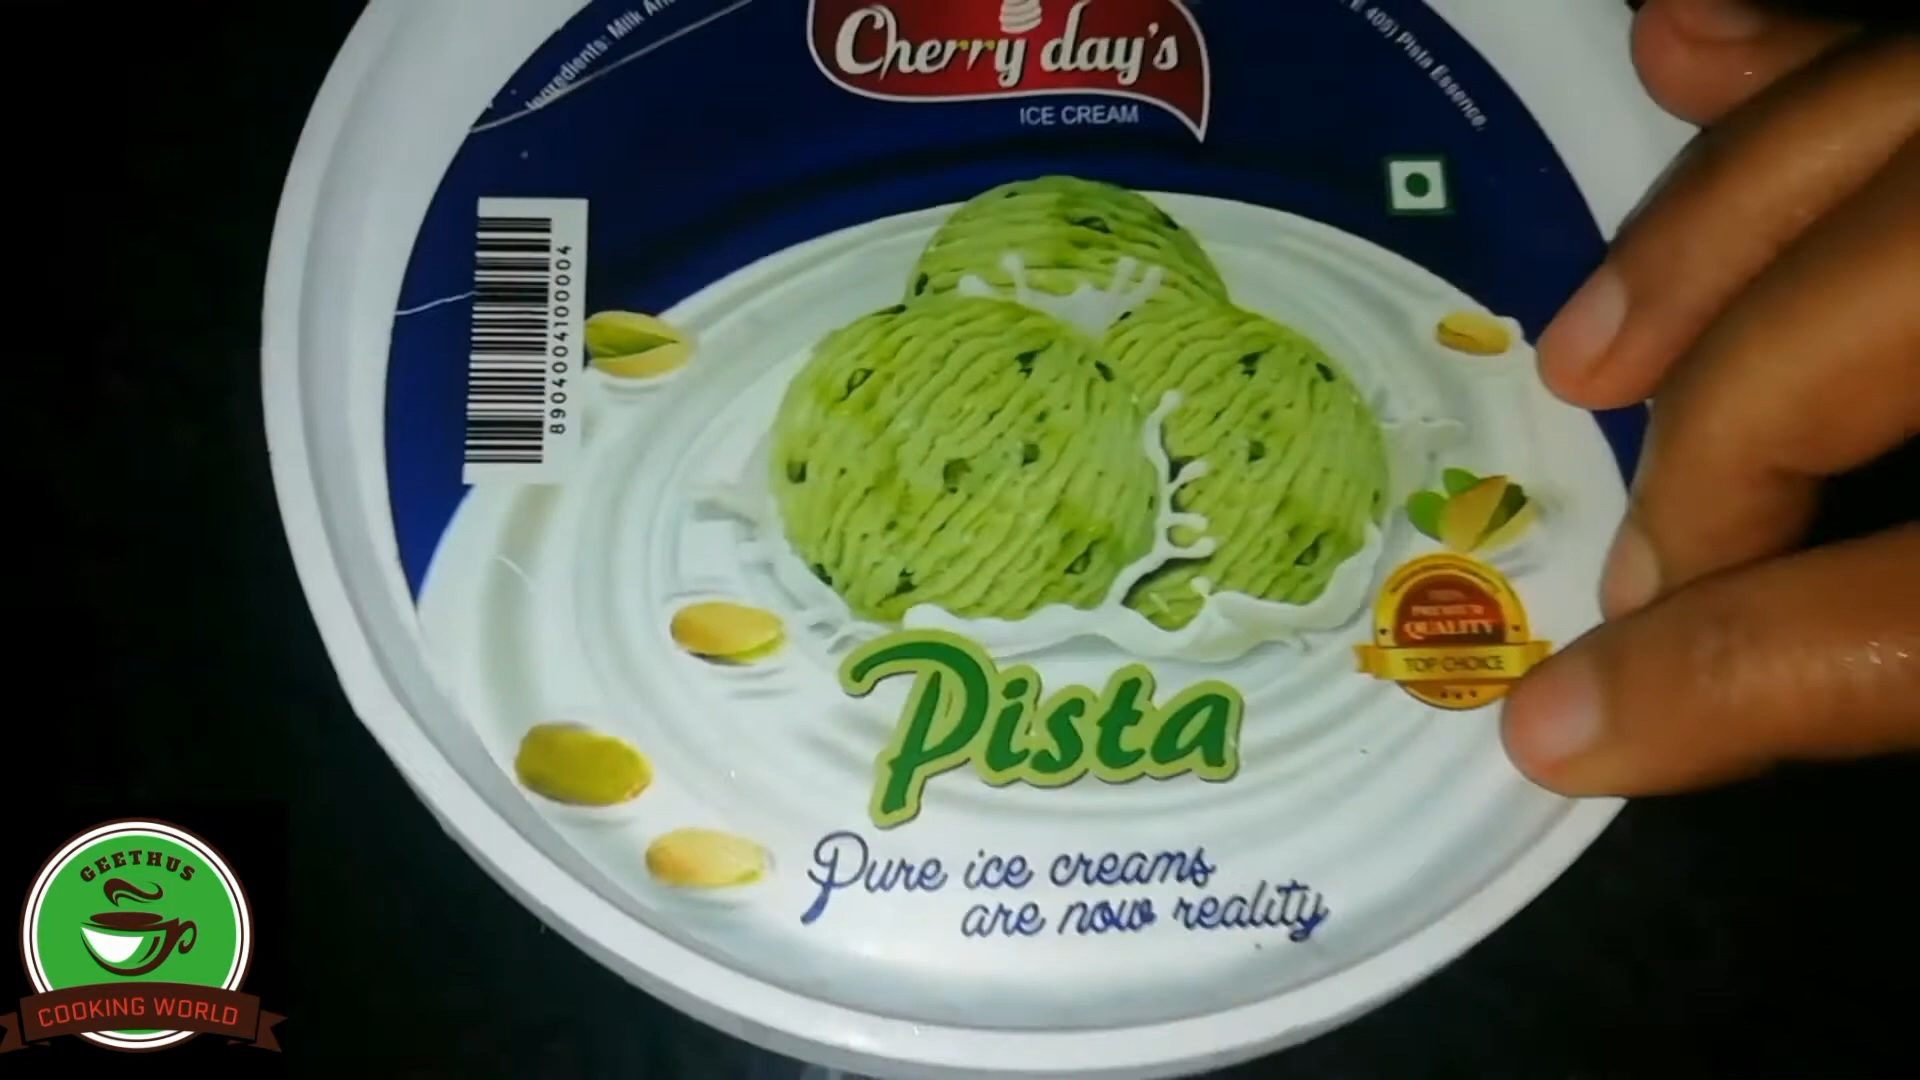 Ingredients: Milk
E 405) Pista Essence.
Cherry day's
ICE CREAM
8904004100004
PREMIUM
QUALITY
TOP CHOICE
Pista
Pure ice creams
are now reality
GEETHUS
COOKING WORLD